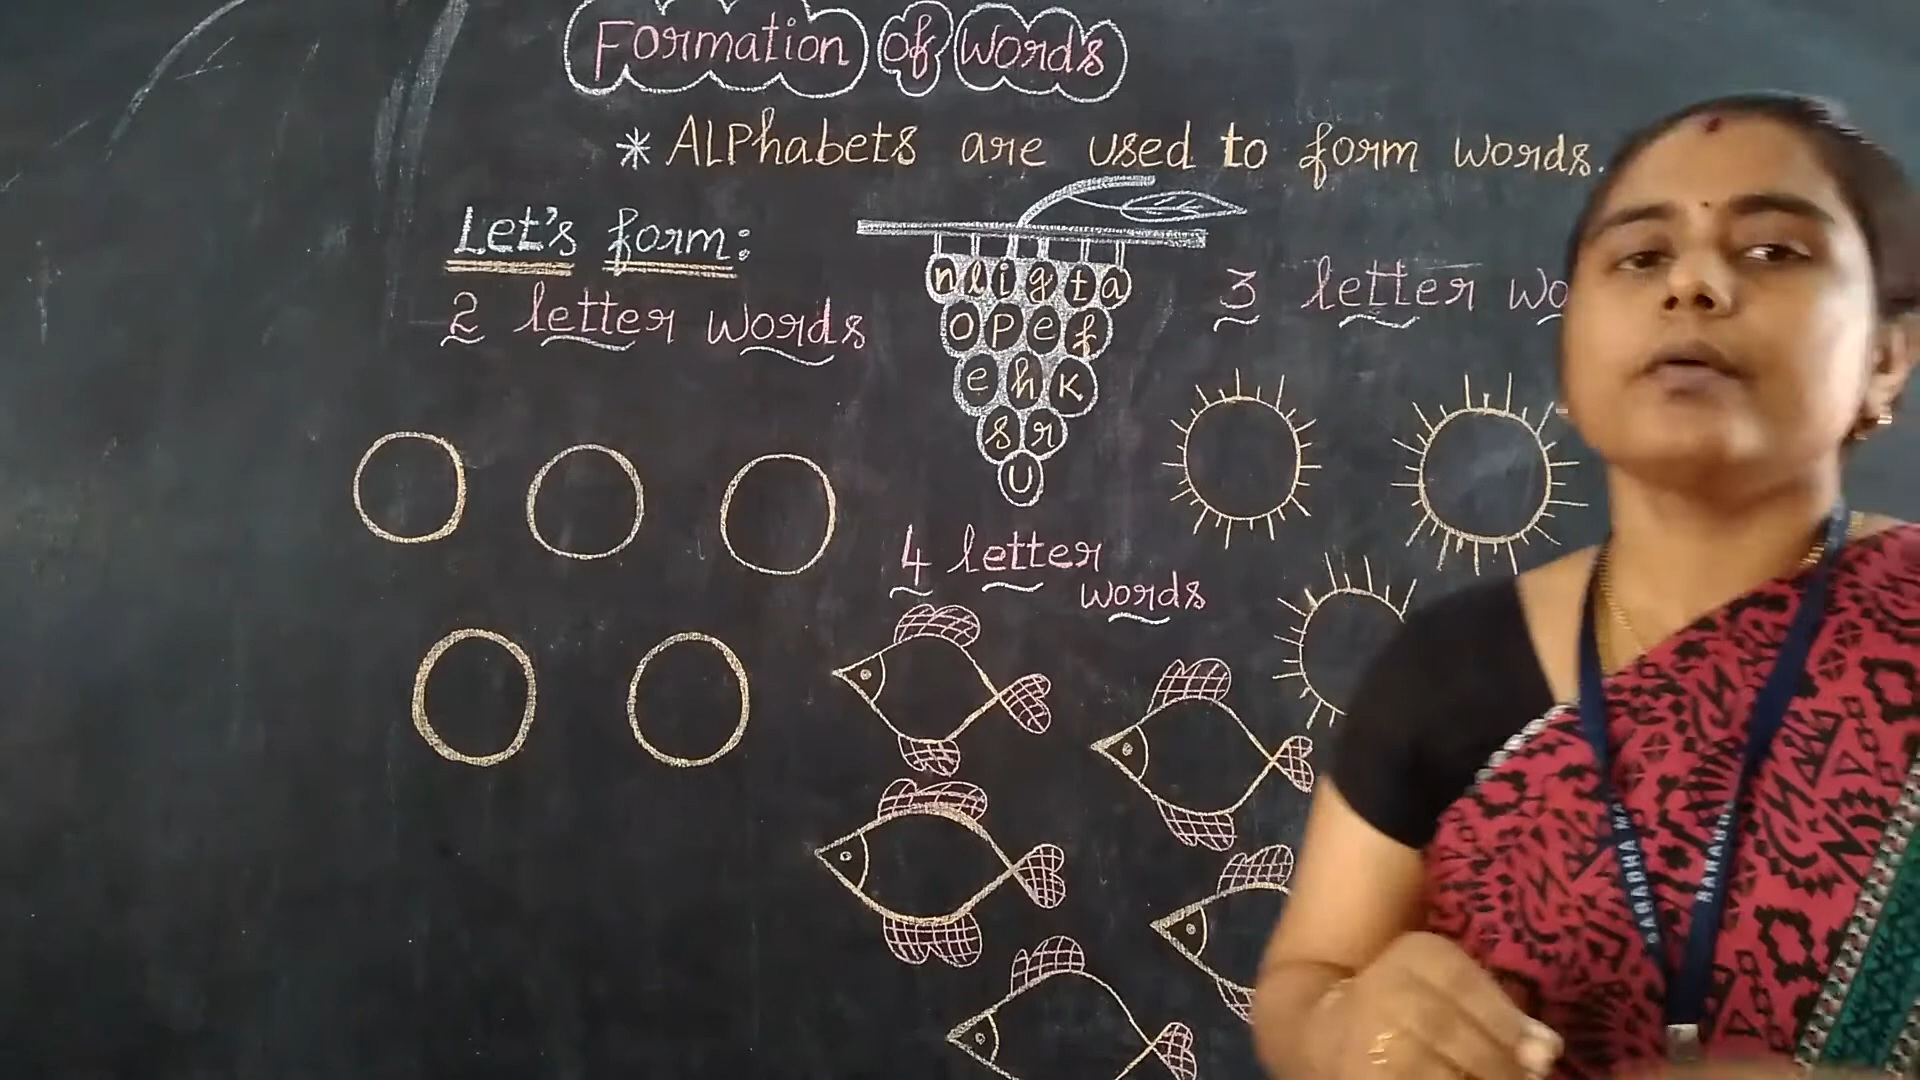 Formation of Words
* ALPhabets are used to form words.
Let's form:
2 letter words
n l i g t a
o p e f
e h k
s r
U
3 letter wo
4 letter
words